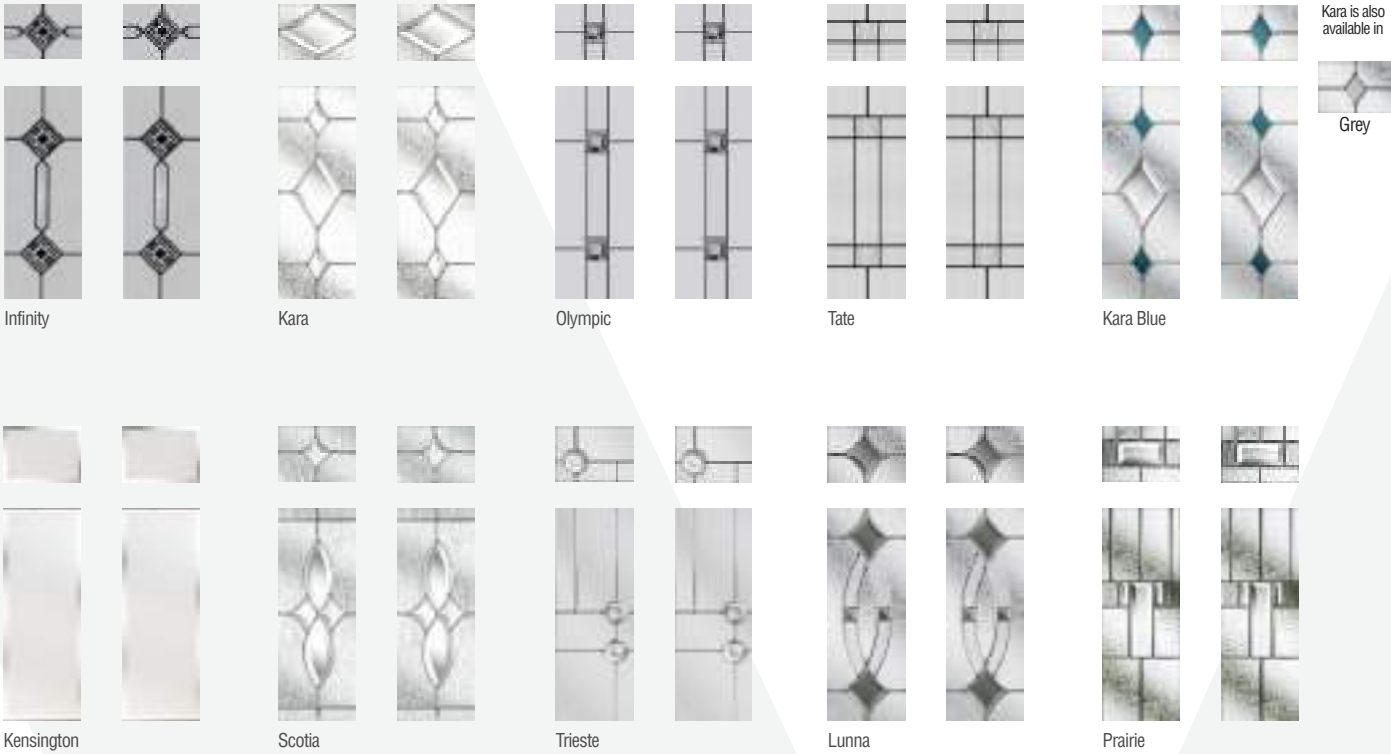 Kara is also
available in
Grey
Infinity
Kara
Olympic
Tate
Kara Blue
Kensington
Scotia
Trieste
Lunna
Prairie